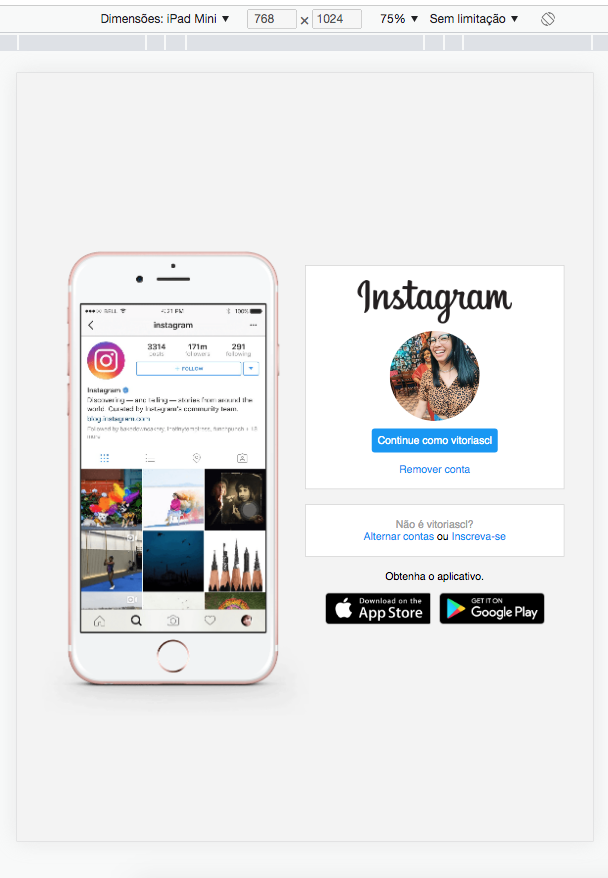 Dimensões: iPad Mini ▼ 768 × 1024 75% ▼ Sem limitação ▼
4:21 PM 100%
instagram
3314 171m 291
posts followers following
+ FOLLOW
Instagram
Discovering — and telling — stories from around the
world. Curated by Instagram's community team.
blog.instagram.com
Followed by
more
Instagram
Continue como vitoriascl
Remover conta
Não é vitoriascl?
Alternar contas ou Inscreva-se
Obtenha o aplicativo.
Download on the
App Store
GET IT ON
Google Play